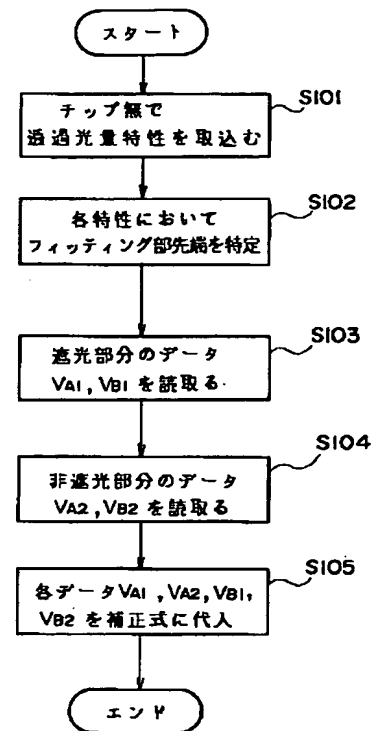 スタート
S101
チップ無で
透過光量特性を取込む
S102
各特性において
フィッティング部先端を特定
S103
遮光部分のデータ
VA1, VB1 を読取る.
S104
非遮光部分のデータ
VA2, VB2 を読取る
S105
各データ VA1, VA2, VB1,
VB2 を補正式に代入
エンド